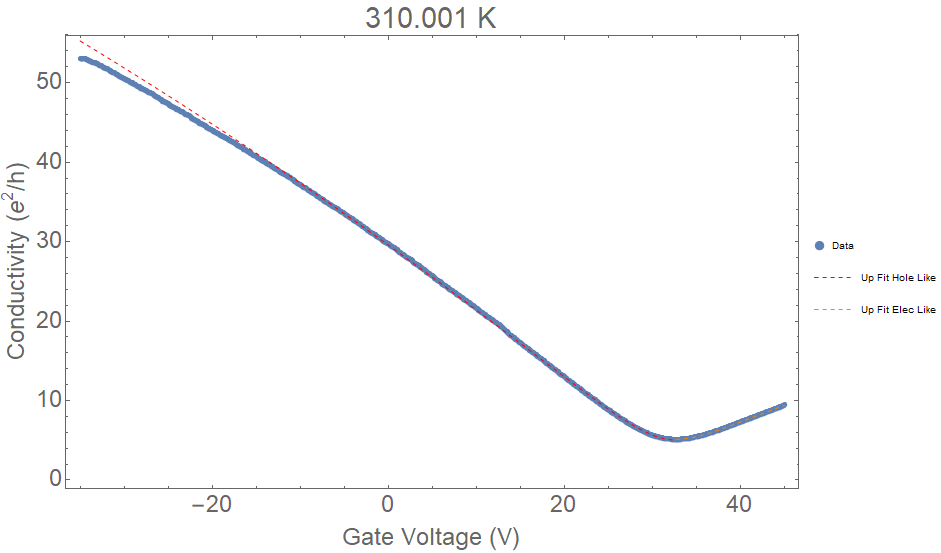 310.001 K
Conductivity (e²/h)
50
40
30
20
10
0
−20
0
20
40
Gate Voltage (V)
Data
Up Fit Hole Like
Up Fit Elec Like